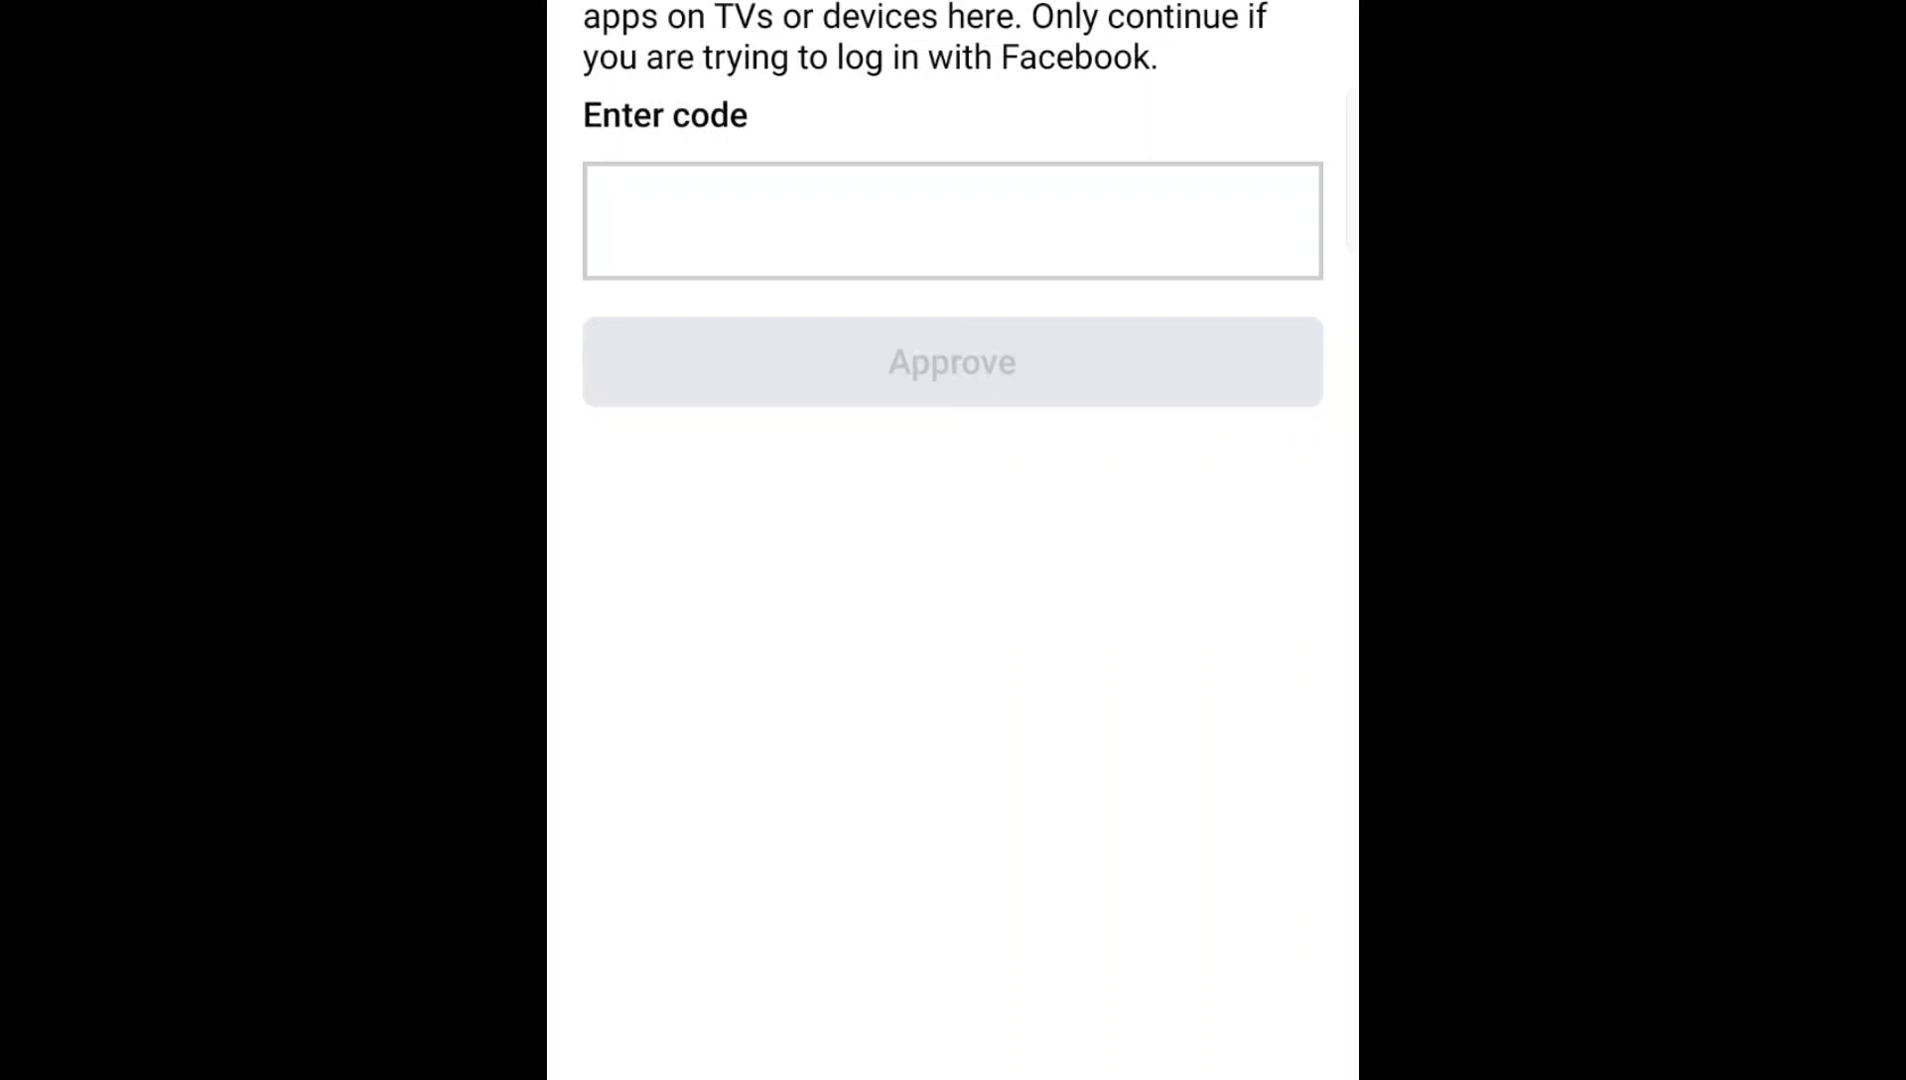 apps on TVs or devices here. Only continue if
you are trying to log in with Facebook.
Enter code
Approve